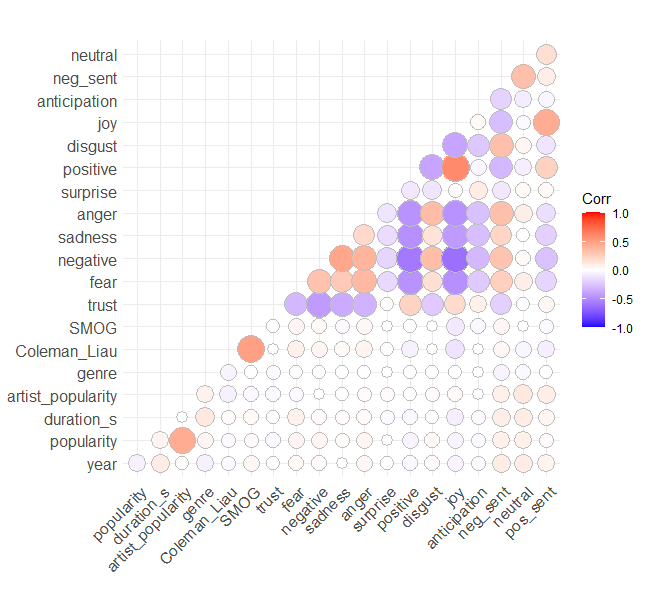 neutral
neg_sent
anticipation
joy
disgust
positive
surprise
anger
sadness
negative
fear
trust
SMOG
Coleman_Liau
genre
artist_popularity
duration_s
popularity
year
popularity
duration_s
artist_popularity
genre
Coleman_Liau
SMOG
trust
fear
negative
sadness
anger
surprise
positive
disgust
joy
anticipation
neg_sent
neutral
pos_sent
Corr
1.0
0.5
0.0
-0.5
-1.0